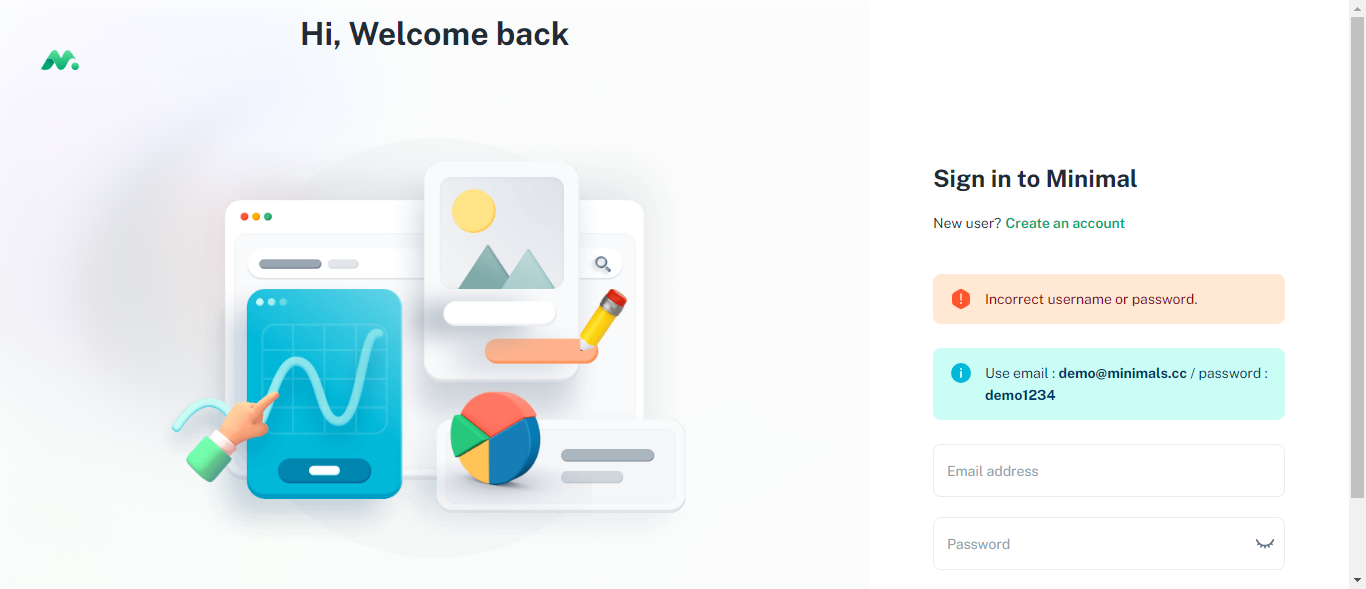 Hi, Welcome back
Sign in to Minimal
New user? Create an account
Incorrect username or password.
Use email : demo@minimals.cc / password :
demo1234
Email address
Password